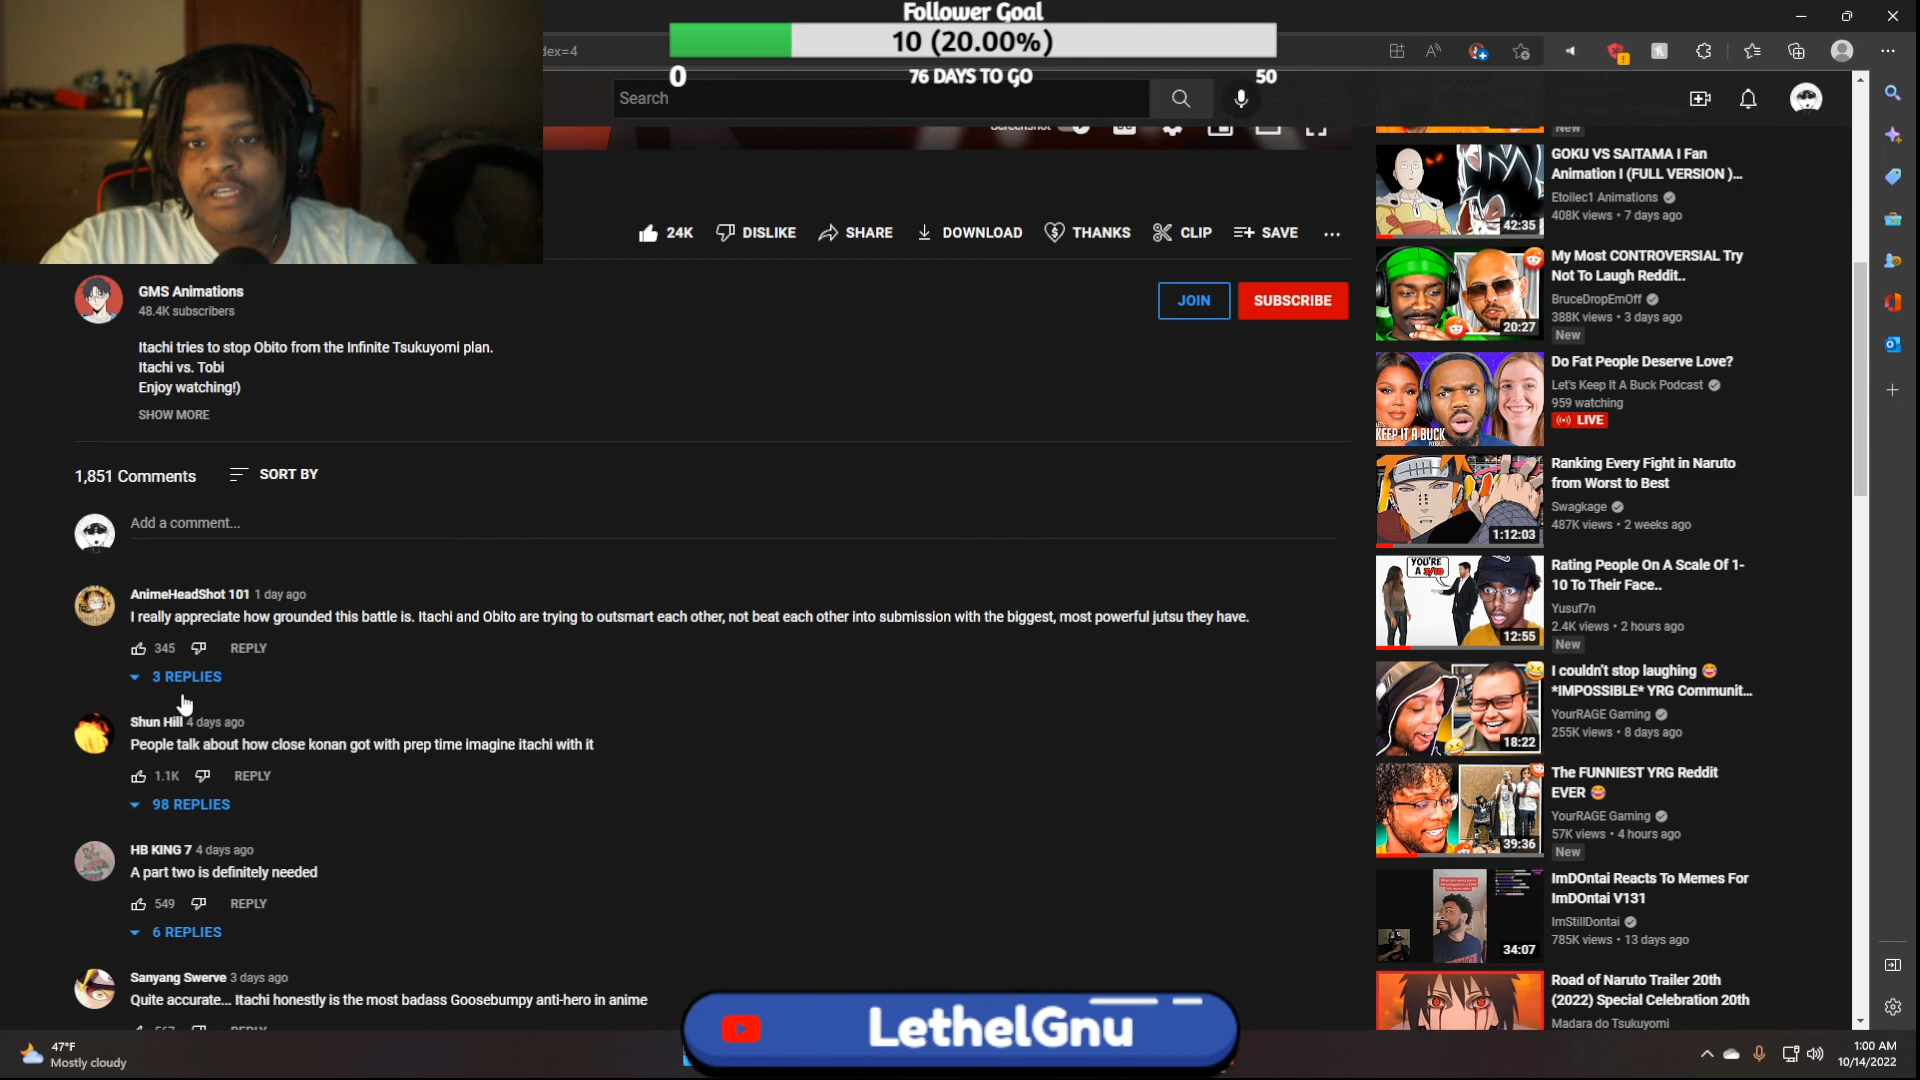 Follower Goal
10 (20.00%)
0
76 DAYS TO GO
50
dex=4
Search
24K
DISLIKE
SHARE
DOWNLOAD
THANKS
CLIP
SAVE
GMS Animations
48.4K subscribers
JOIN
SUBSCRIBE
Itachi tries to stop Obito from the Infinite Tsukuyomi plan.
Itachi vs. Tobi
Enjoy watching!)
SHOW MORE
1,851 Comments
SORT BY
Add a comment...
AnimeHeadShot 101 1 day ago
I really appreciate how grounded this battle is. Itachi and Obito are trying to outsmart each other, not beat each other into submission with the biggest, most powerful jutsu they have.
345
REPLY
3 REPLIES
Shun Hill 4 days ago
People talk about how close konan got with prep time imagine itachi with it
1.1K
REPLY
98 REPLIES
HB KING 7 4 days ago
A part two is definitely needed
549
REPLY
6 REPLIES
Sanyang Swerve 3 days ago
Quite accurate... Itachi honestly is the most badass Goosebumpy anti-hero in anime
New
GOKU VS SAITAMA I Fan
Animation I (FULL VERSION )...
Etoilec1 Animations
408K views • 7 days ago
42:35
My Most CONTROVERSIAL Try
Not To Laugh Reddit..
BruceDropEmOff
388K views • 3 days ago
New
20:27
Do Fat People Deserve Love?
Let's Keep It A Buck Podcast
959 watching
LIVE
KEEP IT A BUCK
Ranking Every Fight in Naruto
from Worst to Best
Swagkage
487K views • 2 weeks ago
1:12:03
YOU'RE
A 3/10
Rating People On A Scale Of 1-
10 To Their Face..
Yusuf7n
2.4K views • 2 hours ago
New
12:55
I couldn't stop laughing 😂
*IMPOSSIBLE* YRG Communit...
YourRAGE Gaming
255K views • 8 days ago
18:22
The FUNNIEST YRG Reddit
EVER 😂
YourRAGE Gaming
57K views • 4 hours ago
New
39:36
ImDOntai Reacts To Memes For
ImDOntai V131
ImStillDontai
785K views • 13 days ago
34:07
Road of Naruto Trailer 20th
(2022) Special Celebration 20th
Madara do Tsukuyomi
LethelGnu
47°F
Mostly cloudy
1:00 AM
10/14/2022